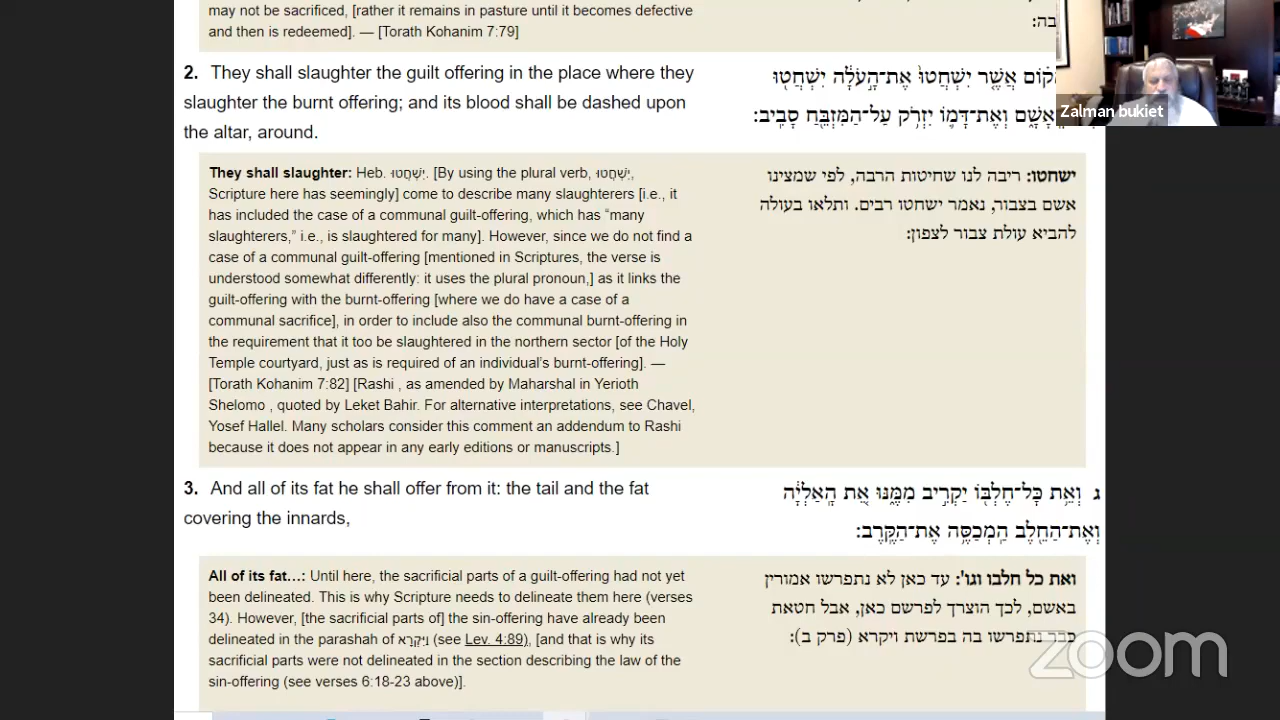 may not be sacrificed, [rather it remains in pasture until it becomes defective
and then is redeemed]. — [Torath Kohanim 7:79]
בה:
2. They shall slaughter the guilt offering in the place where they
slaughter the burnt offering; and its blood shall be dashed upon
the altar, around.
אֲשֶׁ֤ר יִשְׁחֲטוּ֙ אֶת־הָ֣עֹלָ֔ה יִשְׁחֲט֖וּ
וְאֶת־דָּמ֛וֹ יִזְרֹ֥ק עַל־הַמִּזְבֵּ֖חַ סָבִֽיב:
Zalman bukiet
They shall slaughter: Heb. יִשְׁחֲטוּ. [By using the plural verb, יִשְׁחֲטוּ,
Scripture here has seemingly] come to describe many slaughterers [i.e., it
has included the case of a communal guilt-offering, which has “many
slaughterers,” i.e., is slaughtered for many]. However, since we do not find a
case of a communal guilt-offering [mentioned in Scriptures, the verse is
understood somewhat differently: it uses the plural pronoun,] as it links the
guilt-offering with the burnt-offering [where we do have a case of a
communal sacrifice], in order to include also the communal burnt-offering in
the requirement that it too be slaughtered in the northern sector [of the Holy
Temple courtyard, just as is required of an individual’s burnt-offering]. —
[Torath Kohanim 7:82] [Rashi , as amended by Maharshal in Yerioth
Shelomo , quoted by Leket Bahir. For alternative interpretations, see Chavel,
Yosef Hallel. Many scholars consider this comment an addendum to Rashi
because it does not appear in any early editions or manuscripts.]
ישחטו: ריבה לנו שחיטות הרבה, לפי שמצינו
אשם בצבור, נאמר ישחטו רבים. ותלאו בעולה
להביא עולת צבור לצפון:
3. And all of its fat he shall offer from it: the tail and the fat
covering the innards,
ג וְאֵ֥ת כָּל־חֶלְבּ֖וֹ יַקְרִ֣יב מִמֶּ֑נּוּ אֵ֚ת הָֽאַלְיָ֔ה
וְאֶת־הַחֵ֖לֶב הַֽמְכַסֶּ֥ה אֶת־הַקֶּֽרֶב:
All of its fat…: Until here, the sacrificial parts of a guilt-offering had not yet
been delineated. This is why Scripture needs to delineate them here (verses
34). However, [the sacrificial parts of] the sin-offering have already been
delineated in the parashah of וַיִּקְרָא (see Lev. 4:89), [and that is why its
sacrificial parts were not delineated in the section describing the law of the
sin-offering (see verses 6:18-23 above)].
ואת כל חלבו וגו': עד כאן לא נתפרשו אמורין
באשם, לכך הוצרך לפרשם כאן, אבל חטאת
כבר נתפרשו בה בפרשת ויקרא (פרק ב):
zoom